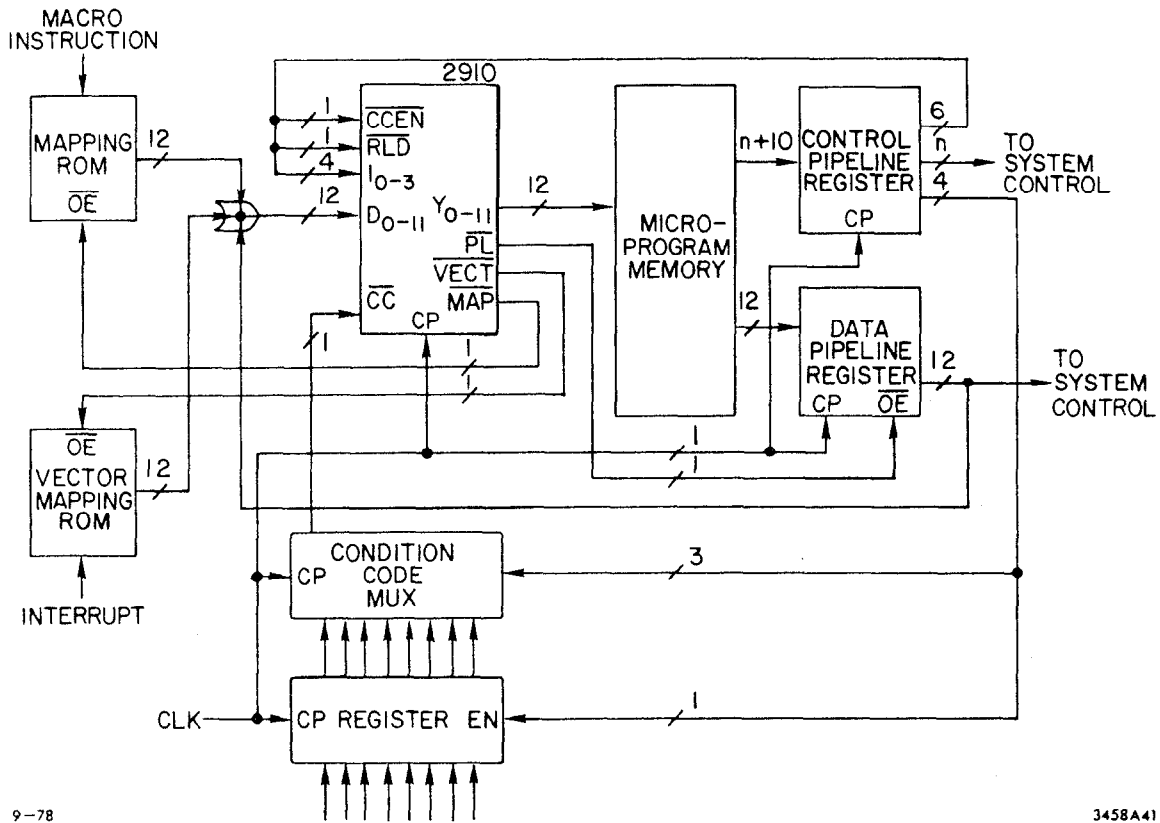 MACRO
INSTRUCTION
MAPPING
ROM
OE
12
2910
1
CCEN
1
RLD
4
I0-3
12
D0-11
Y0-11
12
PL
VECT
MAP
CC
CP
1
1
1
MICRO-
PROGRAM
MEMORY
n+10
12
CONTROL
PIPELINE
REGISTER
CP
6
n
4
TO
SYSTEM
CONTROL
DATA
PIPELINE
REGISTER
CP OE
12
TO
SYSTEM
CONTROL
1
1
OE
VECTOR
MAPPING
ROM
12
INTERRUPT
CONDITION
CODE
MUX
CP
3
CLK
CP REGISTER EN
1
9-78
3458A41